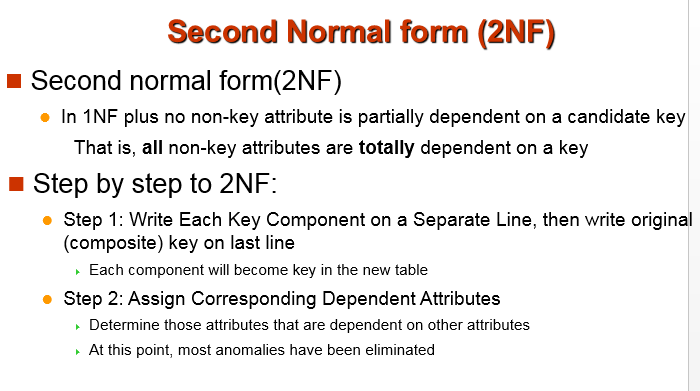 Second Normal form (2NF)
Second normal form(2NF)
In 1NF plus no non-key attribute is partially dependent on a candidate key
That is, all non-key attributes are totally dependent on a key
Step by step to 2NF:
Step 1: Write Each Key Component on a Separate Line, then write original
(composite) key on last line
Each component will become key in the new table
Step 2: Assign Corresponding Dependent Attributes
Determine those attributes that are dependent on other attributes
At this point, most anomalies have been eliminated